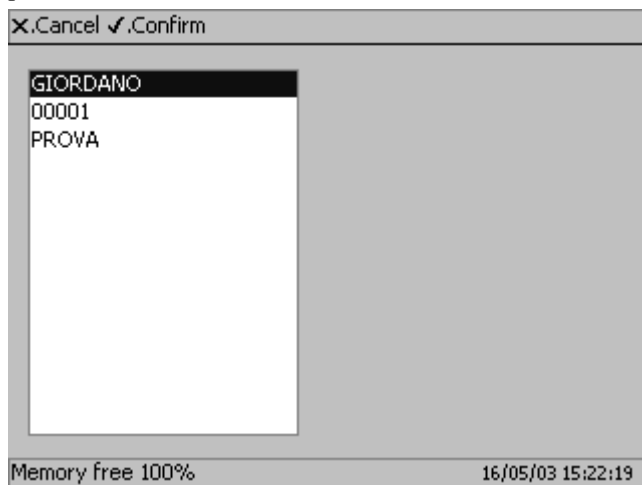 ✗.Cancel ✓.Confirm
GIORDANO
00001
PROVA
Memory free 100% 16/05/03 15:22:19